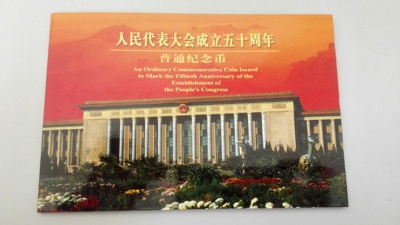 人民代表大会成立五十周年
普通纪念币
An Ordinary Commemorative Coin Issued
to Mark the Fiftieth Anniversary of the
Establishment of
the People's Congress